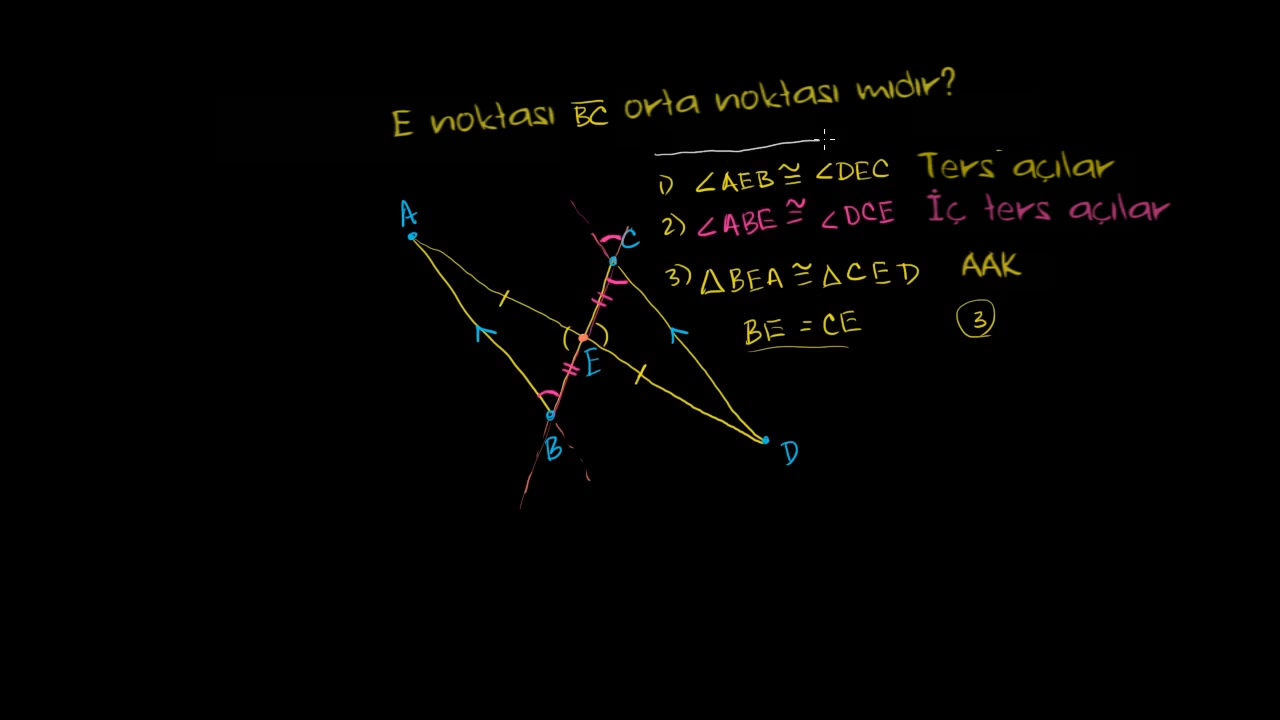 E noktası BC orta noktası mıdır?
1) ∠AEB ≅ ∠DEC Ters açılar
2) ∠ABE ≅ ∠DCE İç ters açılar
3) △BEA ≅ △CED AAK
BE = CE 3
A
C
E
B
D